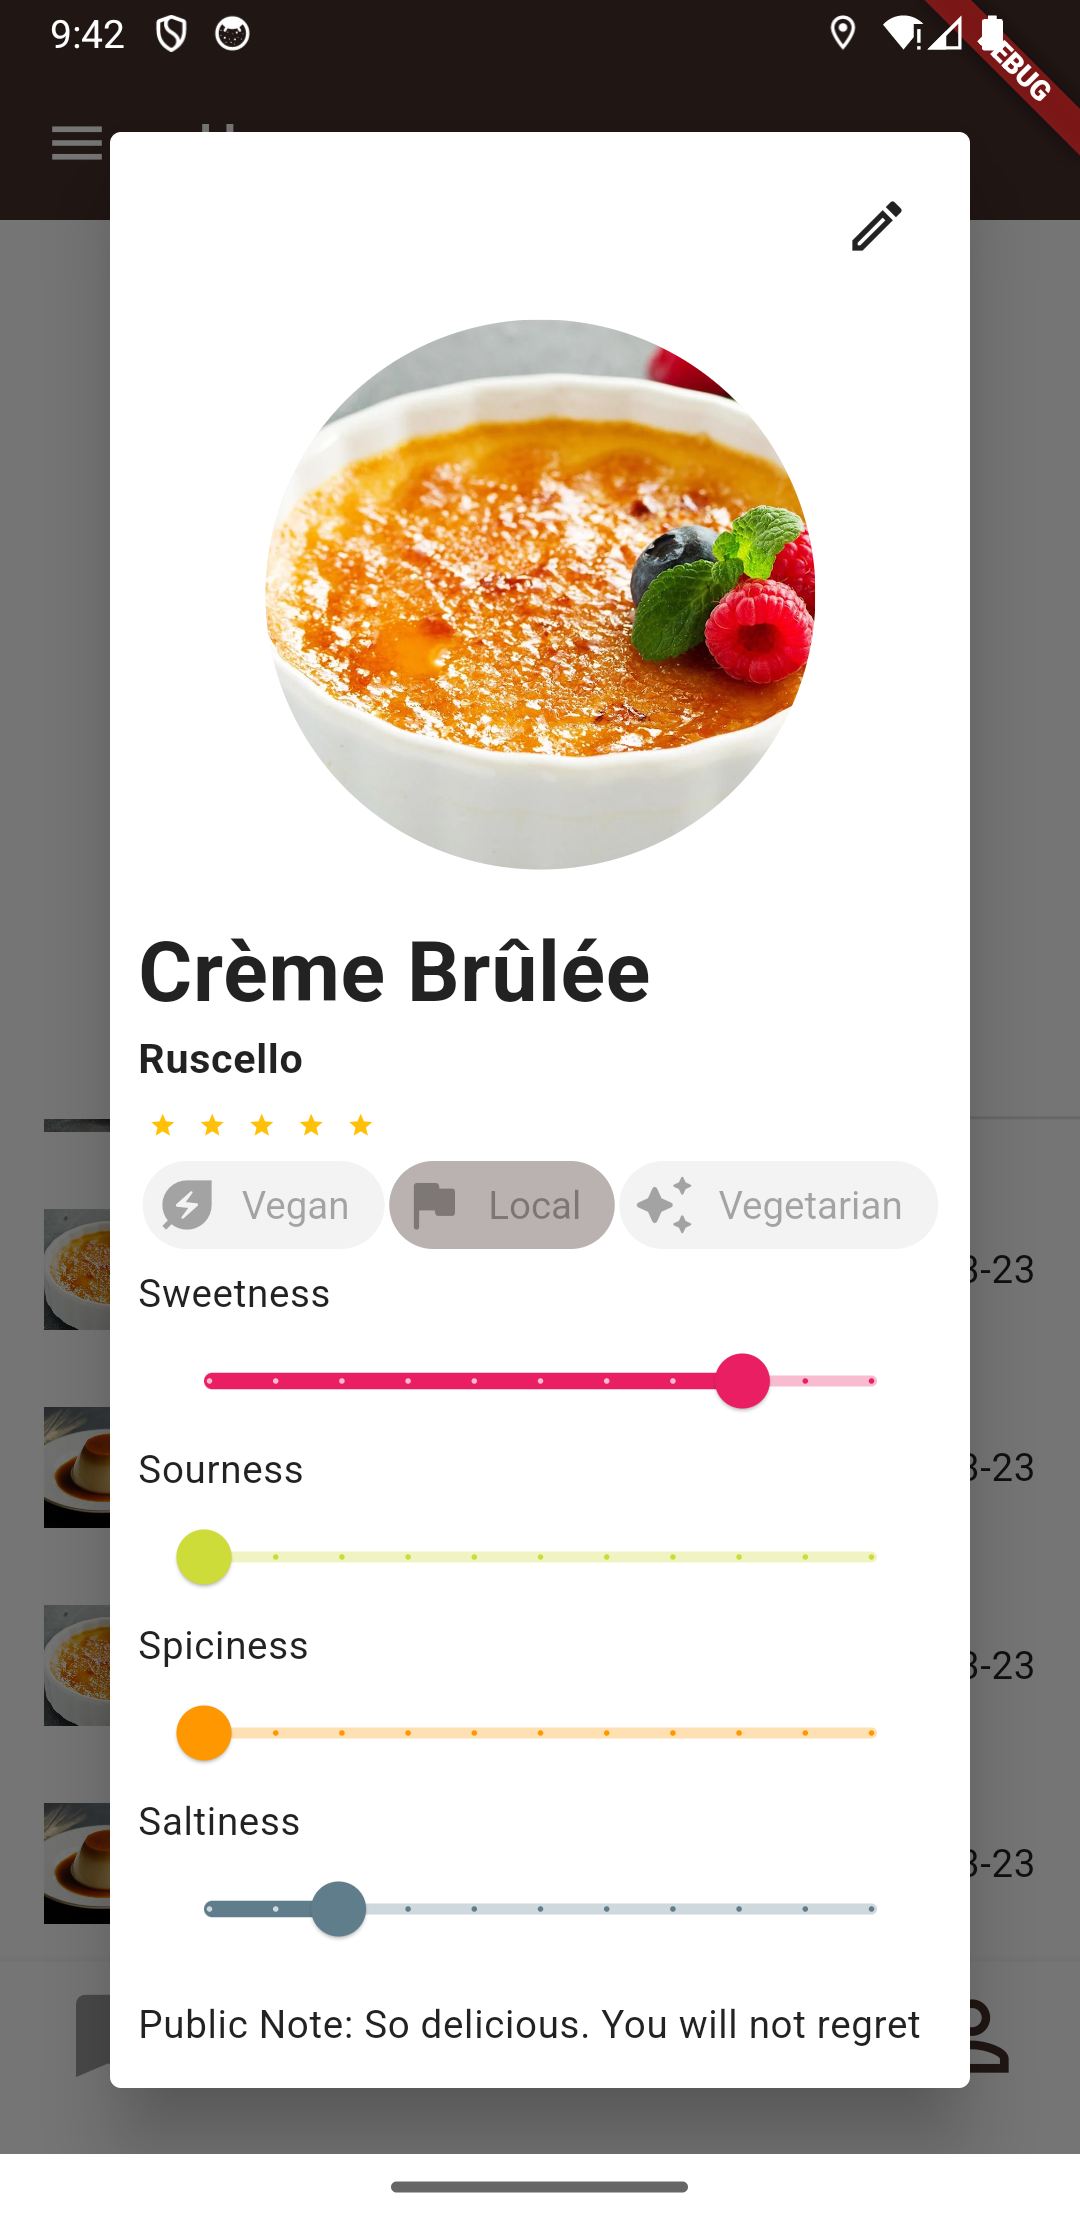 9:42
Crème Brûlée
Ruscello
Vegan Local Vegetarian
Sweetness
3-23
Sourness
3-23
Spiciness
3-23
Saltiness
3-23
Public Note: So delicious. You will not regret